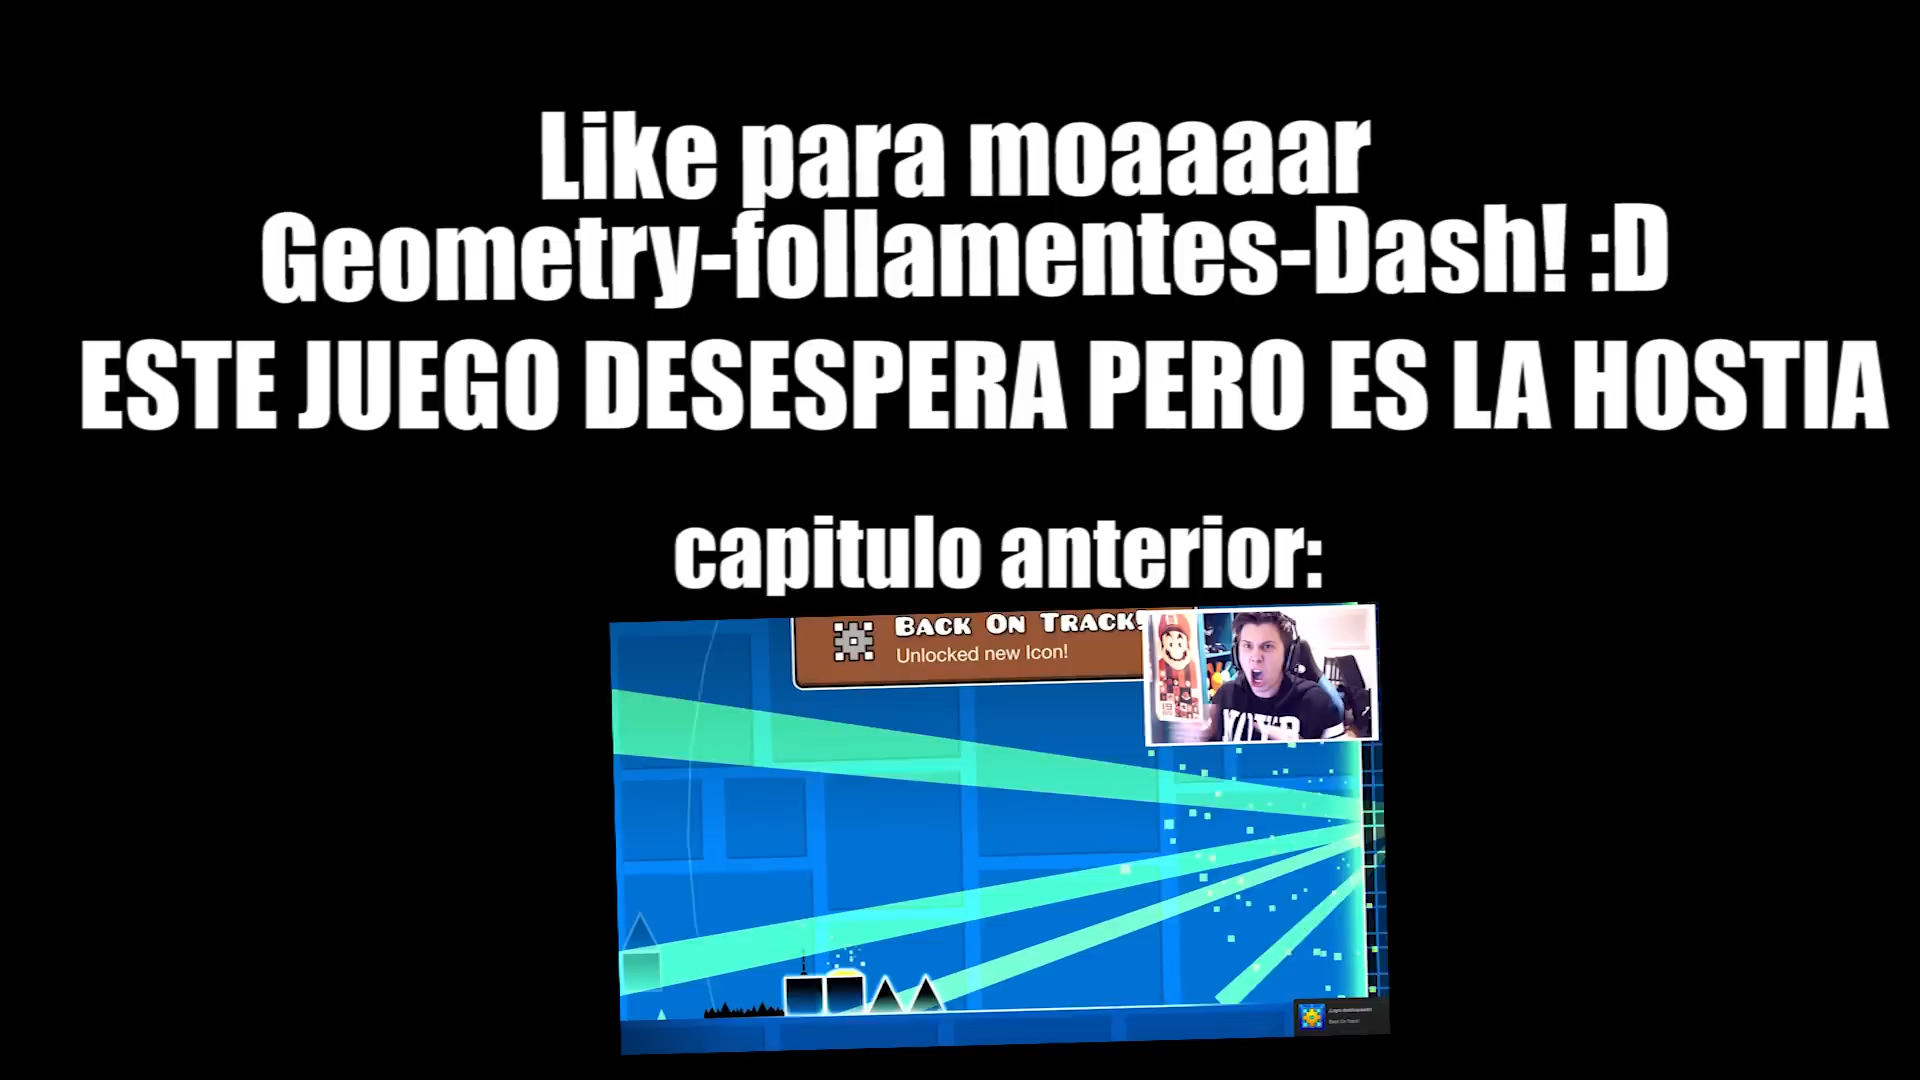 Like para moaaaar
Geometry-follamentes-Dash! :D
ESTE JUEGO DESESPERA PERO ES LA HOSTIA
capitulo anterior:
BACK ON TRACK!
Unlocked new Icon!